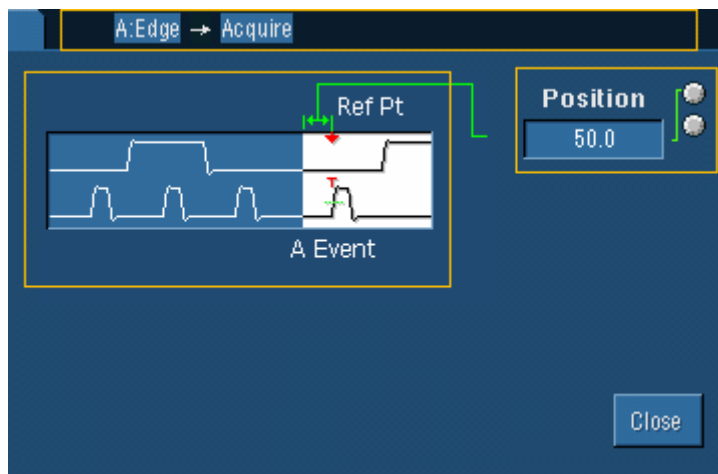 A:Edge → Acquire
Ref Pt
Position
50.0
T
A Event
Close